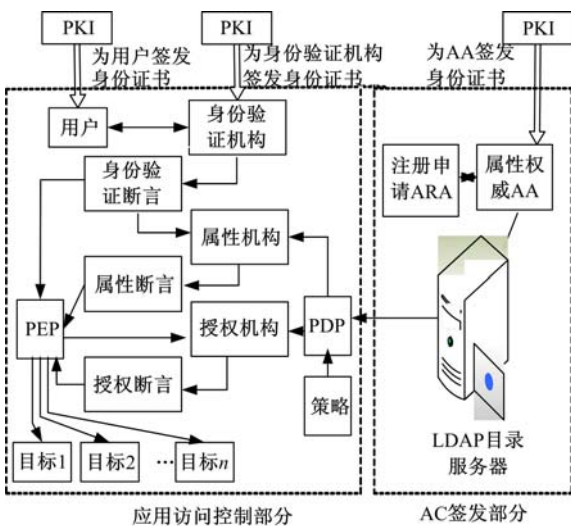 PKI
PKI
PKI
为用户签发
身份证书
为身份验证机构
签发身份证书
为AA签发
身份证书
用户
身份验
证机构
注册申
请ARA
属性权
威AA
身份验
证断言
属性机构
属性断言
PEP
授权机构
PDP
授权断言
策略
LDAP目录
服务器
目标1
目标2
…目标n
应用访问控制部分
AC签发部分